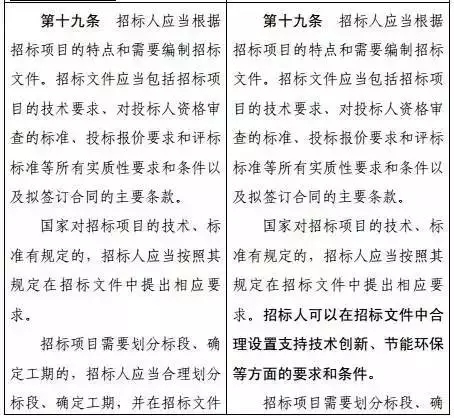 第十九条 招标人应当根据
招标项目的特点和需要编制招标
文件。招标文件应当包括招标项
目的技术要求、对投标人资格审
查的标准、投标报价要求和评标
标准等所有实质性要求和条件以
及拟签订合同的主要条款。
国家对招标项目的技术、标
准有规定的，招标人应当按照其
规定在招标文件中提出相应要
求。
招标项目需要划分标段、确
定工期的，招标人应当合理划分
标段、确定工期，并在招标文件
第十九条 招标人应当根据
招标项目的特点和需要编制招标
文件。招标文件应当包括招标项
目的技术要求、对投标人资格审
查的标准、投标报价要求和评标
标准等所有实质性要求和条件以
及拟签订合同的主要条款。
国家对招标项目的技术、标
准有规定的，招标人应当按照其
规定在招标文件中提出相应要
求。招标人可以在招标文件中合
理设置支持技术创新、节能环保
等方面的要求和条件。
招标项目需要划分标段、确